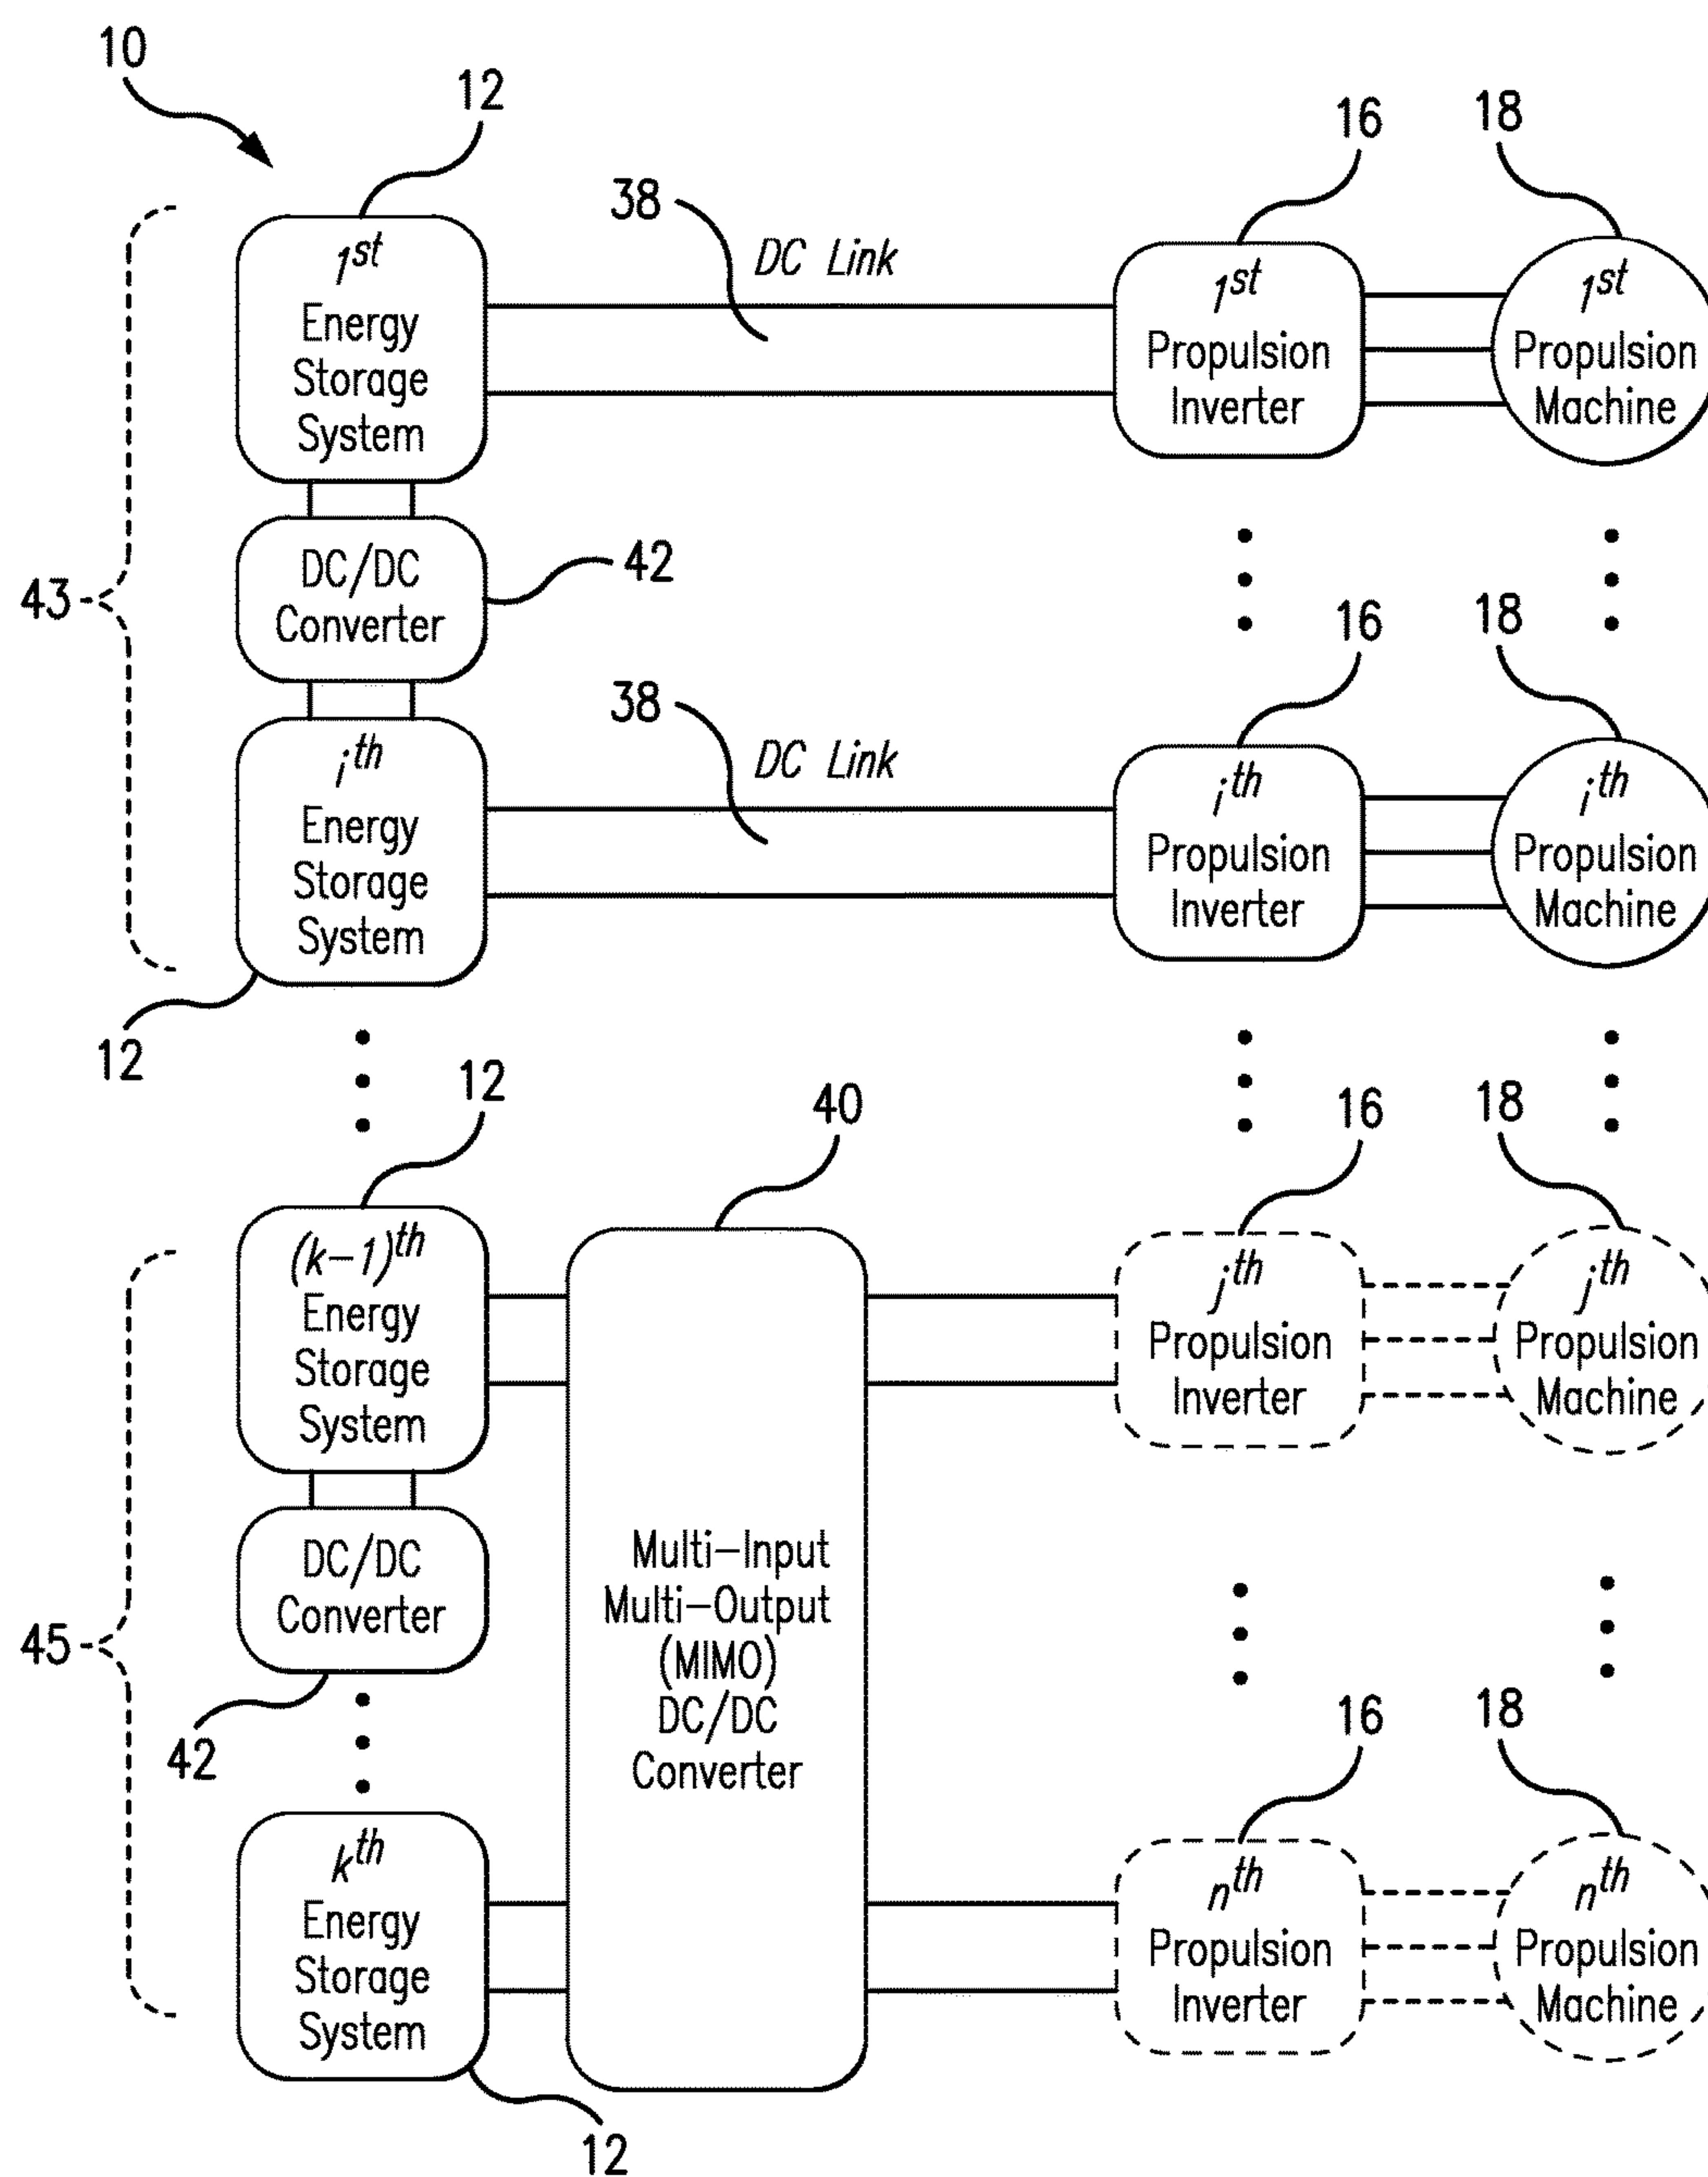 10
12
16
18
38
DC Link
1st
Energy
Storage
System
1st
Propulsion
Inverter
1st
Propulsion
Machine
DC/DC
Converter
42
43
16
18
38
DC Link
ith
Energy
Storage
System
ith
Propulsion
Inverter
ith
Propulsion
Machine
12
12
40
16
18
(k-1)th
Energy
Storage
System
jth
Propulsion
Inverter
jth
Propulsion
Machine
DC/DC
Converter
45
42
Multi-Input
Multi-Output
(MIMO)
DC/DC
Converter
16
18
kth
Energy
Storage
System
nth
Propulsion
Inverter
nth
Propulsion
Machine
12